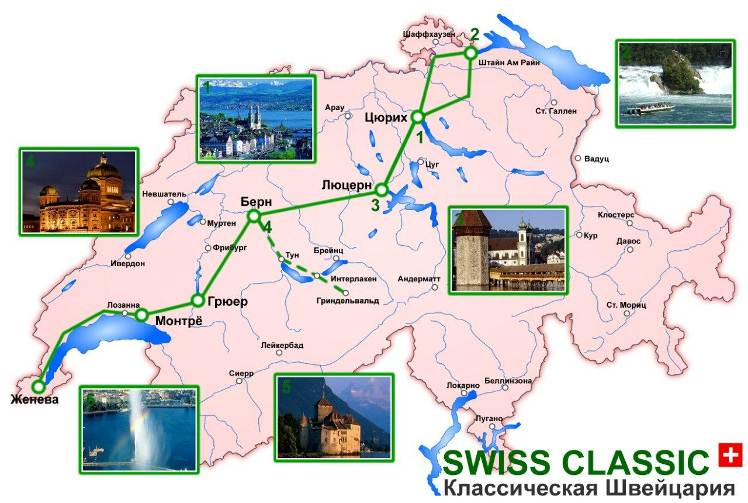 Шаффхаузен
2
Штайн Ам Райн
1
Арау
Цюрих
1
Ст. Галлен
4
Цуг
Вадуц
Невшатель
Люцерн
3
Берн
4
Муртен
Клостерс
Фрибург
Кур
Давос
Ивердон
Тун
Бриенц
Интерлакен
Андерматт
Гриндельвальд
Лозанна
Грюер
Монтрё
Ст. Мориц
Лейкербад
Сиерр
Женева
5
Локарно
Беллинзона
Лугано
SWISS CLASSIC
Классическая Швейцария